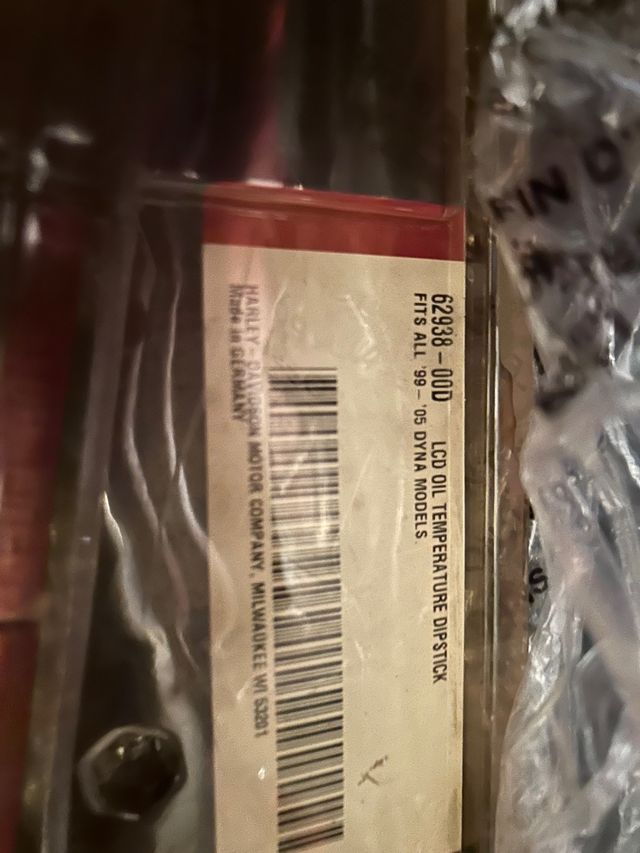 62938-00D LCD OIL TEMPERATURE DIPSTICK
FITS ALL '99 - '05 DYNA MODELS.
HARLEY-DAVIDSON MOTOR COMPANY, MILWAUKEE WI 53201
Made in GERMANY
FIN